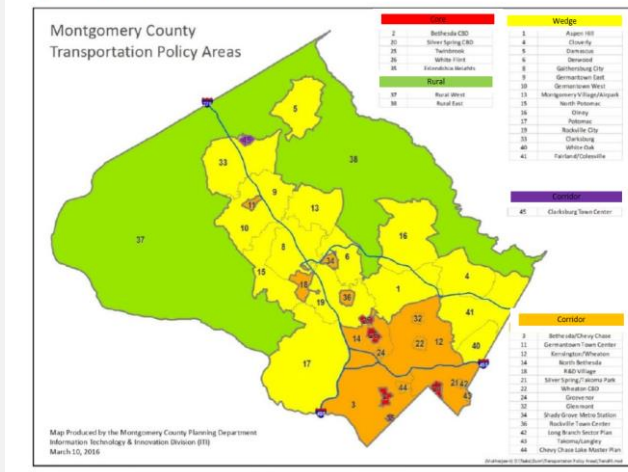 Montgomery County
Transportation Policy Areas
Core
2 Bethesda CBD
20 Silver Spring CBD
25 Twinbrook
26 White Flint
35 Friendship Heights
Rural
37 Rural West
38 Rural East
Wedge
1 Aspen Hill
4 Cloverly
5 Damascus
6 Derwood
8 Gaithersburg City
9 Germantown East
10 Germantown West
13 Montgomery Village/Airpark
15 North Potomac
16 Olney
17 Potomac
19 Rockville City
33 Clarksburg
40 White Oak
41 Fairland/Colesville
Corridor
45 Clarksburg Town Center
Corridor
3 Bethesda/Chevy Chase
11 Germantown Town Center
12 Kensington/Wheaton
14 North Bethesda
18 R&D Village
21 Silver Spring/Takoma Park
22 Wheaton CBD
24 Grosvenor
32 Glenmont
34 Shady Grove Metro Station
36 Rockville Town Center
42 Long Branch Sector Plan
43 Takoma/Langley
44 Chevy Chase Lake Master Plan
5
38
33
9
11
13
10
37
16
8
6
34
15
18
4
19
36
1
41
32
14
22
12
24
40
17
44
21
42
43
3
35
Map Produced by the Montgomery County Planning Department
Information Technology & Innovation Division (ITI)
March 10, 2016